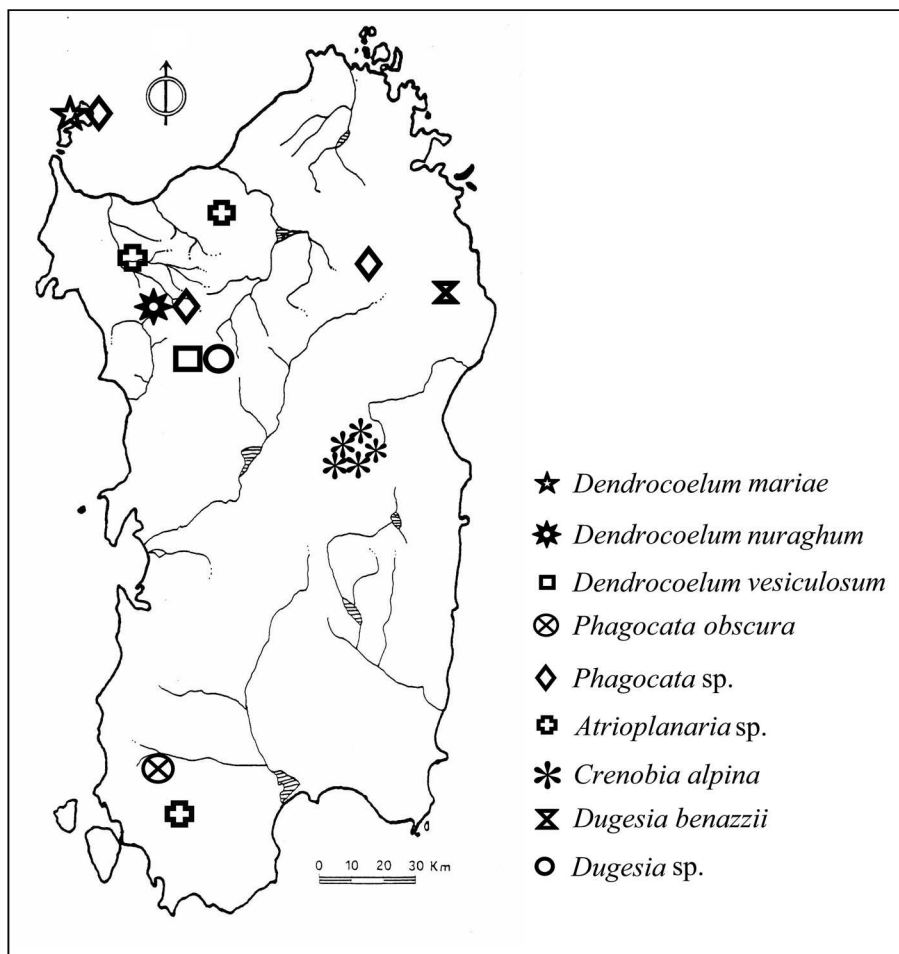 Dendrocoelum mariae
Dendrocoelum nuraghum
Dendrocoelum vesiculosum
Phagocata obscura
Phagocata sp.
Atrioplanaria sp.
Crenobia alpina
Dugesia benazzii
Dugesia sp.
0 10 20 30 Km